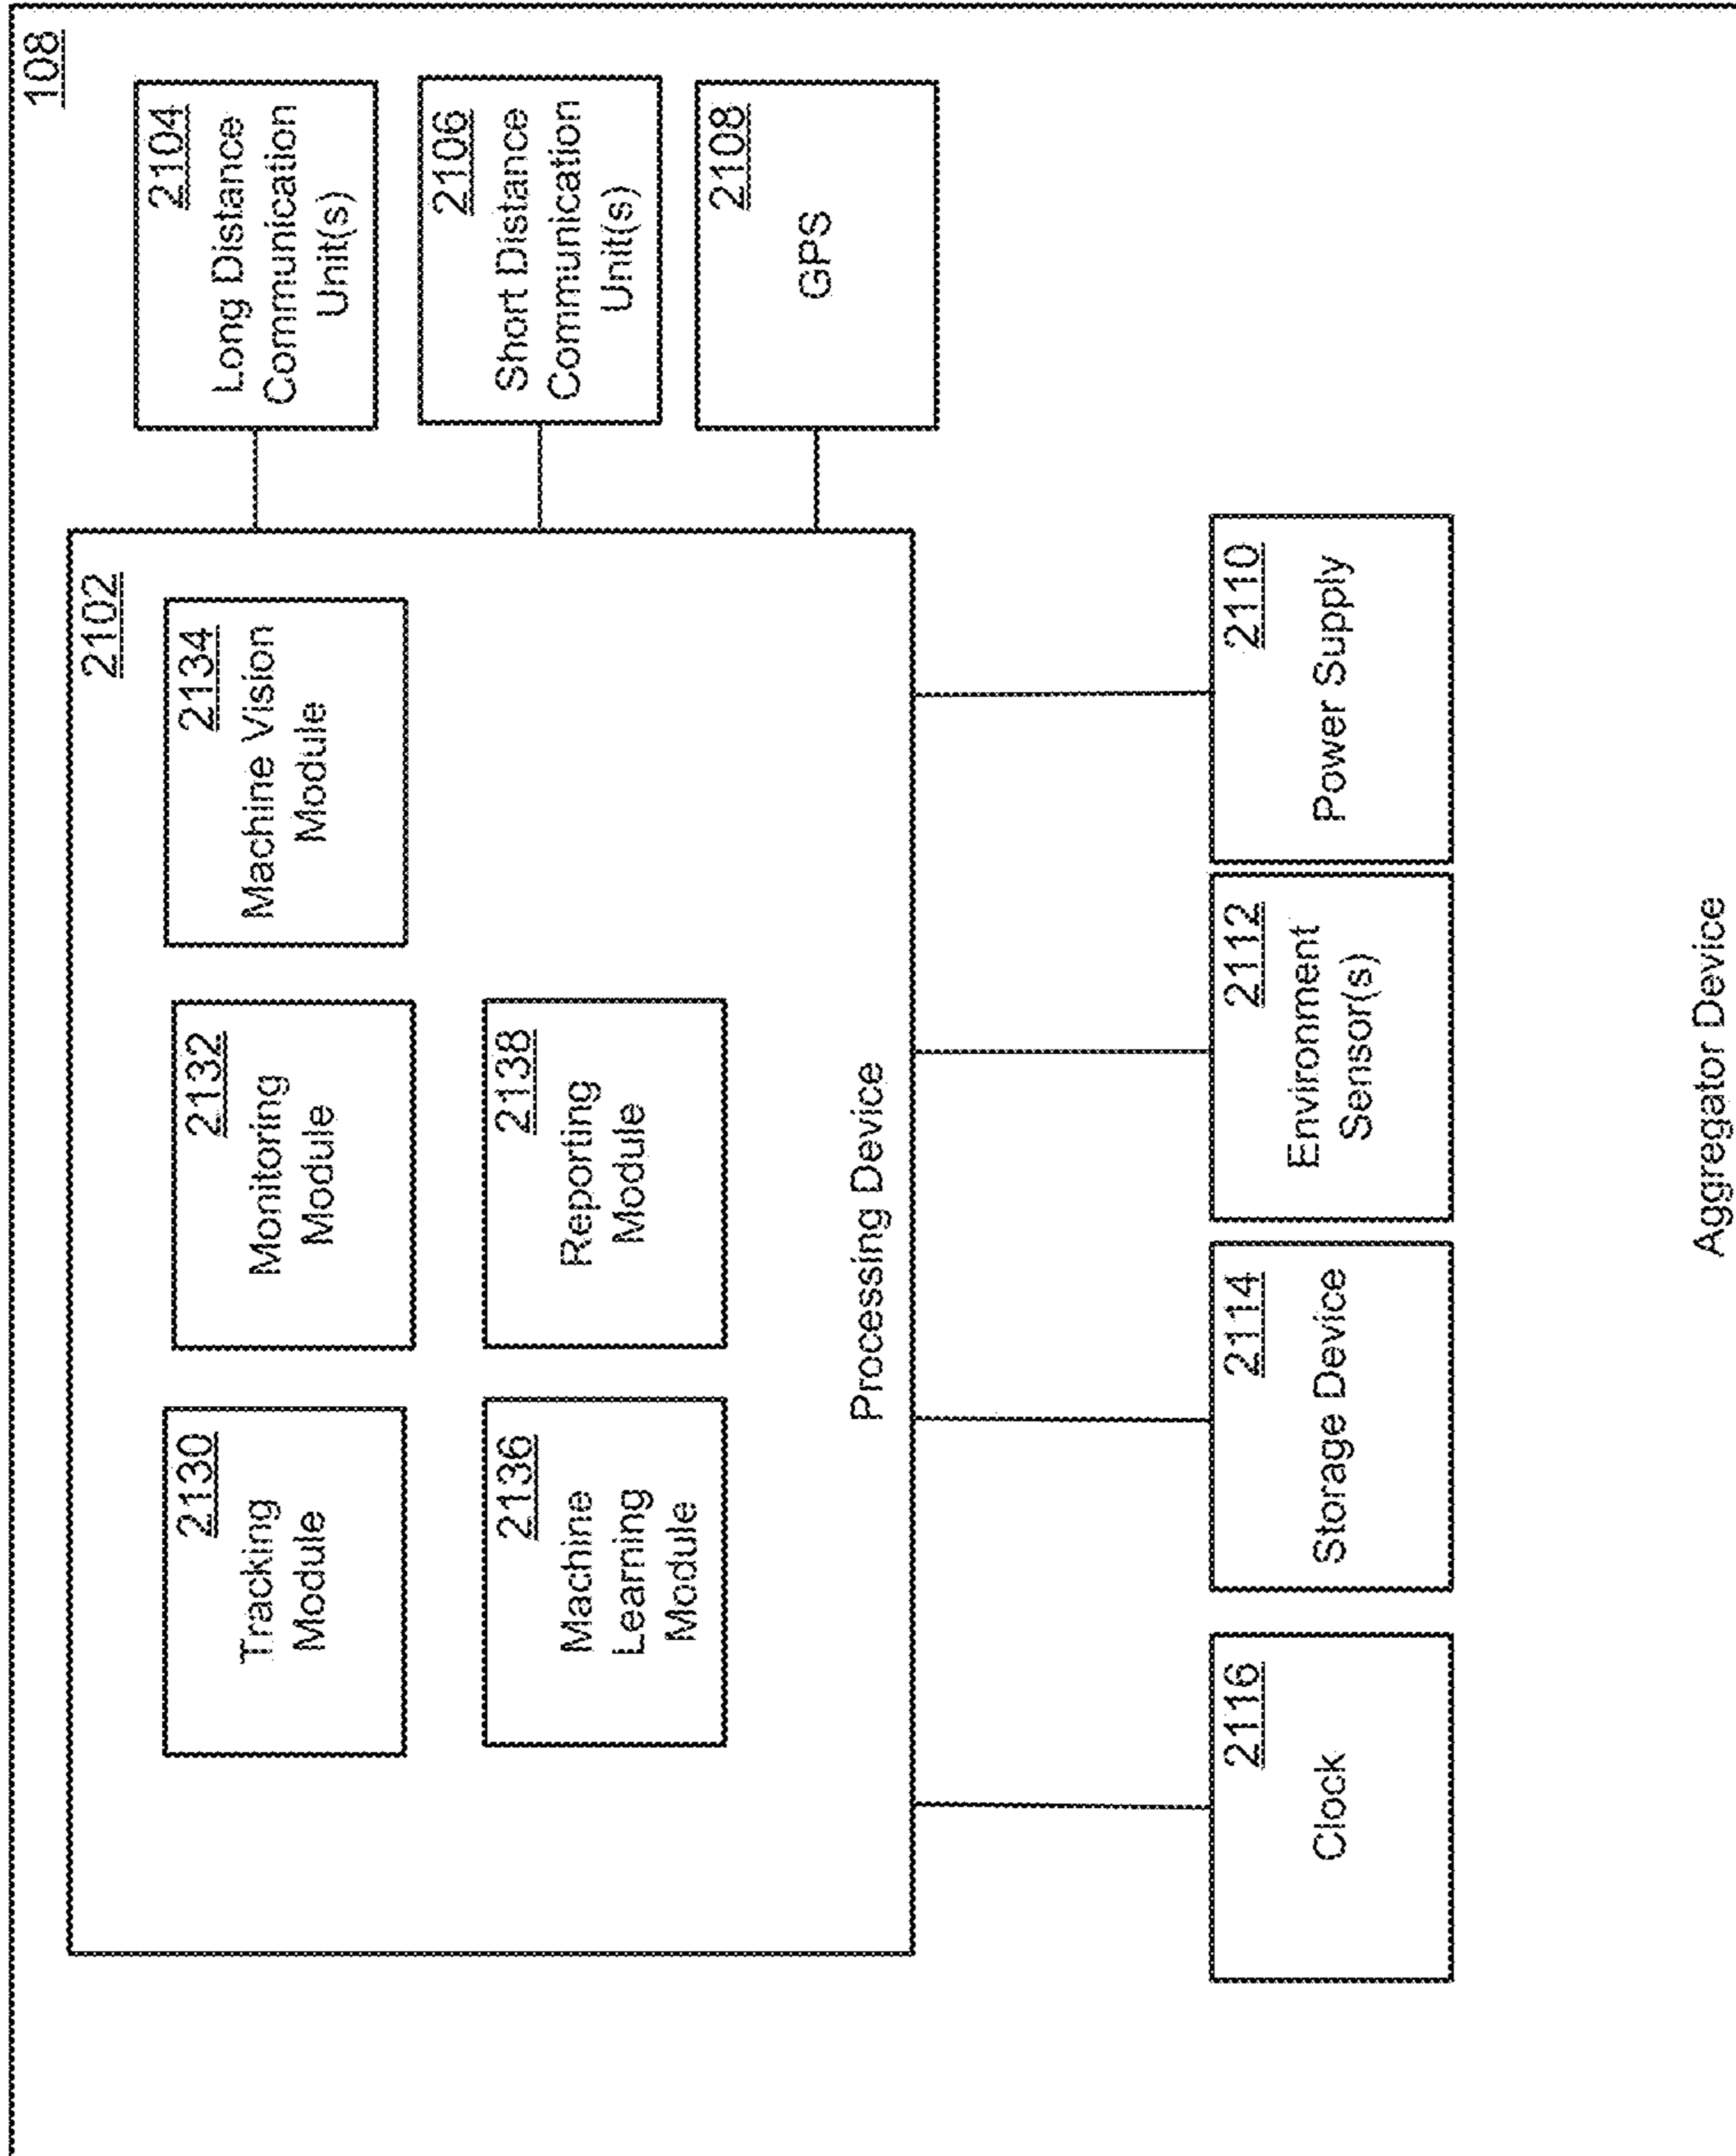 108
2102
2130
Tracking
Module
2132
Monitoring
Module
2134
Machine Vision
Module
2136
Machine
Learning
Module
2138
Reporting
Module
Processing Device
2104
Long Distance
Communication
Unit(s)
2106
Short Distance
Communication
Unit(s)
2108
GPS
2116
Clock
2114
Storage Device
2112
Environment
Sensor(s)
2110
Power Supply
Aggregator Device